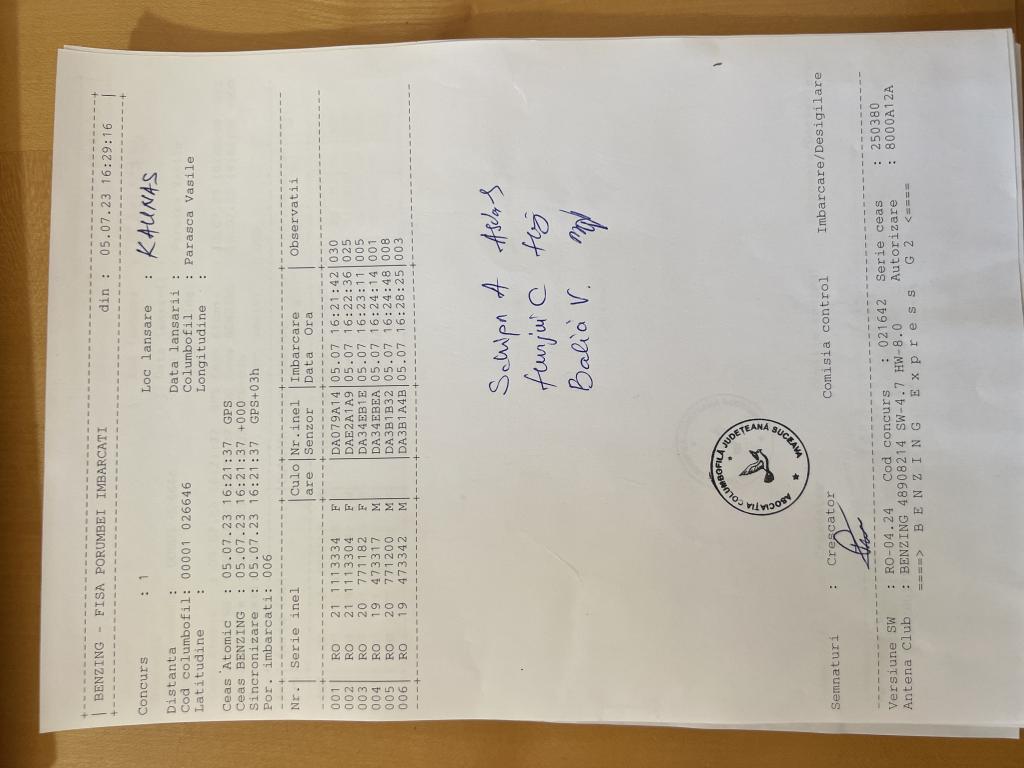 BENZING - FISA PORUMBEI IMBARCATI din : 05.07.23 16:29:16
Concurs : 1 Loc lansare : KAUNAS
Distanta : Data lansarii :
Cod columbofil: 00001 026646 Columbofil : Parasca Vasile
Latitudine : Longitudine :
Ceas Atomic : 05.07.23 16:21:37 GPS
Ceas BENZING : 05.07.23 16:21:37 +000
Sincronizare : 05.07.23 16:21:37 GPS+03h
Por. imbarcati: 006
Nr. | Serie inel |Culo|Nr.inel |Imbarcare | Observatii
|are |Senzor |Data Ora |
001 | RO 21 1113334 F | |DA079A14|05.07 16:21:42|030
002 | RO 21 1113304 F | |DAE2A1A9|05.07 16:22:36|025
003 | RO 20 771182 F | |DA34EB1E|05.07 16:23:11|005
004 | RO 19 473317 M | |DA34EBEA|05.07 16:24:14|001
005 | RO 20 771200 M | |DA3B1B32|05.07 16:24:48|008
006 | RO 19 473342 M | |DA3B1A4B|05.07 16:28:25|003
A
C
V.
ASOCIAȚIA COLUMBOFILĂ JUDEȚEANĂ SUCEAVA
Semnaturi : Crescator Comisia control Imbarcare/Desigilare
Versiune SW : RO-04.24 Cod concurs : 021642 Serie ceas : 250380
Antena Club : BENZING 48908214 SW-4.7 HW-8.0 Autorizare : 8000A12A
====> B E N Z I N G E x p r e s s G 2 <====